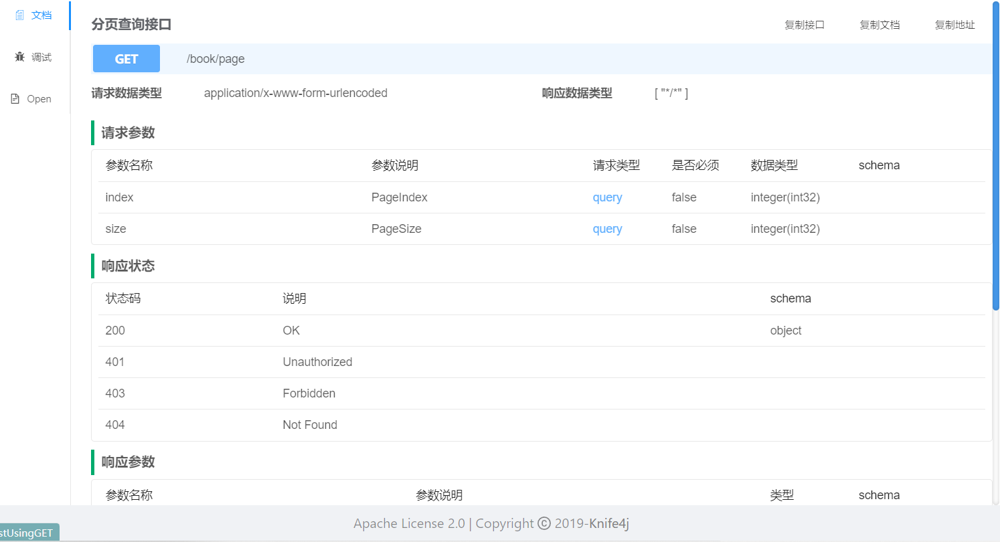 文档
调试
Open
分页查询接口 复制接口 复制文档 复制地址
GET /book/page
请求数据类型 application/x-www-form-urlencoded 响应数据类型 [ "*/*" ]
请求参数
参数名称 参数说明 请求类型 是否必须 数据类型 schema
index PageIndex query false integer(int32)
size PageSize query false integer(int32)
响应状态
状态码 说明 schema
200 OK object
401 Unauthorized
403 Forbidden
404 Not Found
响应参数
参数名称 参数说明 类型 schema
Apache License 2.0 | Copyright © 2019-Knife4j
stUsingGET